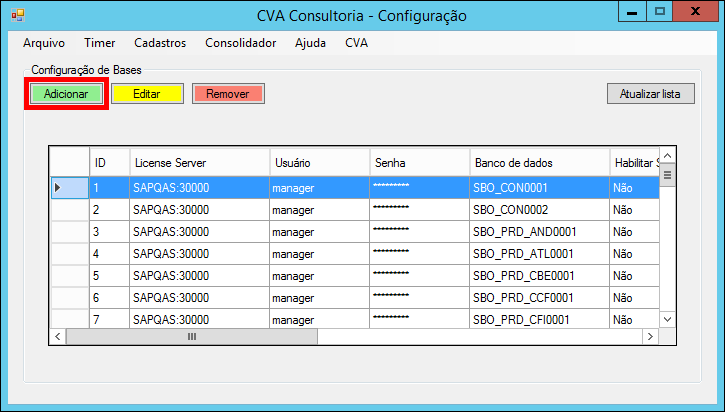 CVA Consultoria - Configuração
Arquivo Timer Cadastros Consolidador Ajuda CVA
Configuração de Bases
Adicionar Editar Remover Atualizar lista
ID License Server Usuário Senha Banco de dados Habilitar S
1 SAPQAS:30000 manager ********* SBO_CON0001 Não
2 SAPQAS:30000 manager ********* SBO_CON0002 Não
3 SAPQAS:30000 manager ********* SBO_PRD_AND0001 Não
4 SAPQAS:30000 manager ********* SBO_PRD_ATL0001 Não
5 SAPQAS:30000 manager ********* SBO_PRD_CBE0001 Não
6 SAPQAS:30000 manager ********* SBO_PRD_CCF0001 Não
7 SAPQAS:30000 manager ********* SBO_PRD_CFI0001 Não